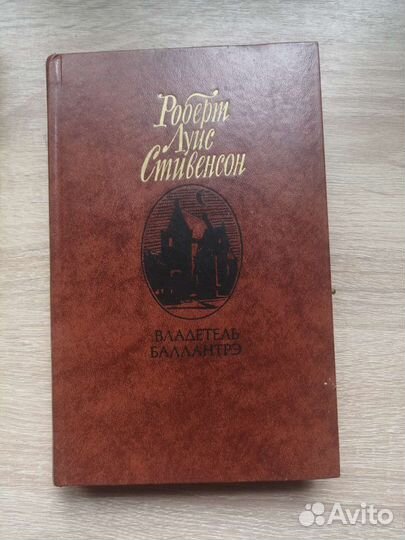 Роберт
Луис
Стивенсон
ВЛАДЕТЕЛЬ
БАЛЛАНТРЭ
Avito